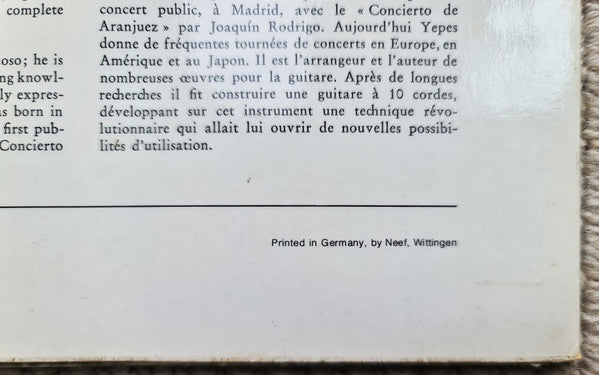 complete
oso; he is
ng knowl-
ly expres-
s born in
first pub-
Concierto
concert public, à Madrid, avec le « Concierto de
Aranjuez » par Joaquín Rodrigo. Aujourd'hui Yepes
donne de fréquentes tournées de concerts en Europe, en
Amérique et au Japon. Il est l'arrangeur et l'auteur de
nombreuses œuvres pour la guitare. Après de longues
recherches il fit construire une guitare à 10 cordes,
développant sur cet instrument une technique révo-
lutionnaire qui allait lui ouvrir de nouvelles possibi-
lités d'utilisation.
Printed in Germany, by Neef, Wittingen